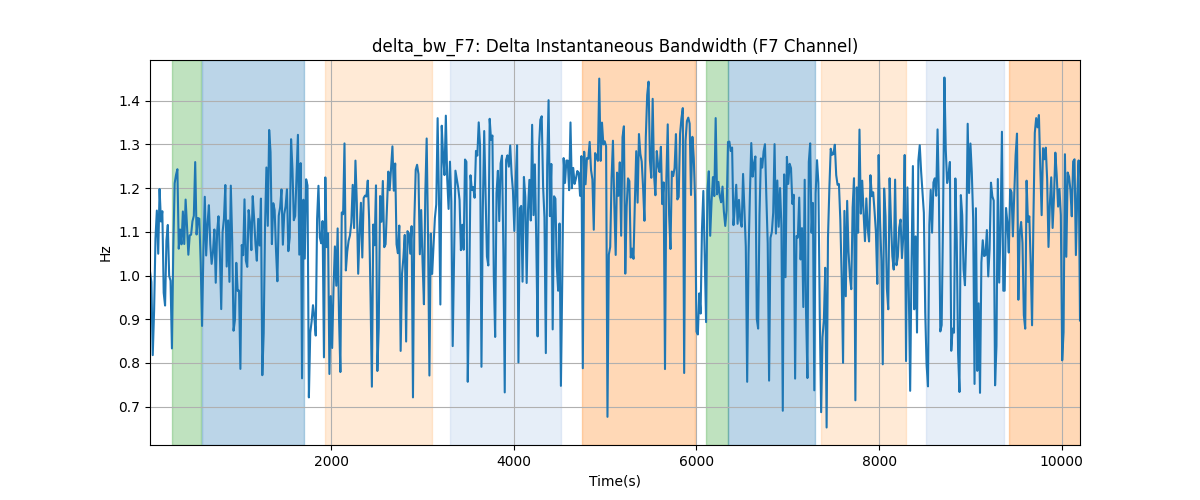 delta_bw_F7: Delta Instantaneous Bandwidth (F7 Channel)
Hz
1.4
1.3
1.2
1.1
1.0
0.9
0.8
0.7
2000 4000 6000 8000 10000
Time(s)